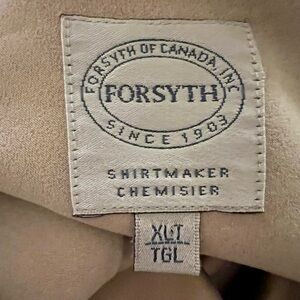 FORSYTH OF CANADA, INC
FORSYTH
SINCE 1903
SHIRTMAKER
CHEMISIER
XLT
TGL